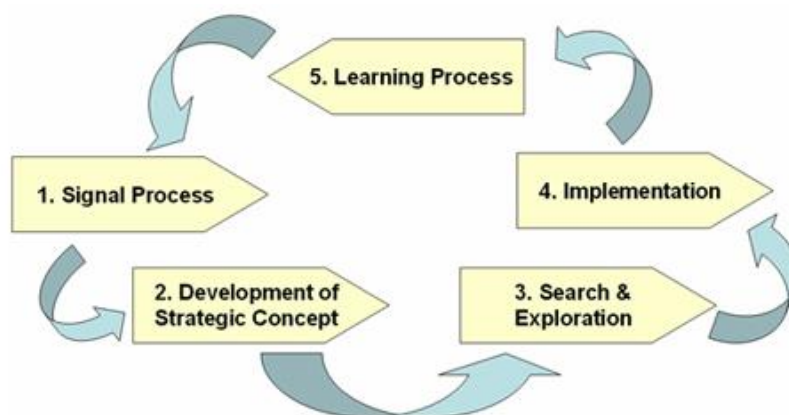 5. Learning Process
1. Signal Process
4. Implementation
2. Development of
Strategic Concept
3. Search &
Exploration